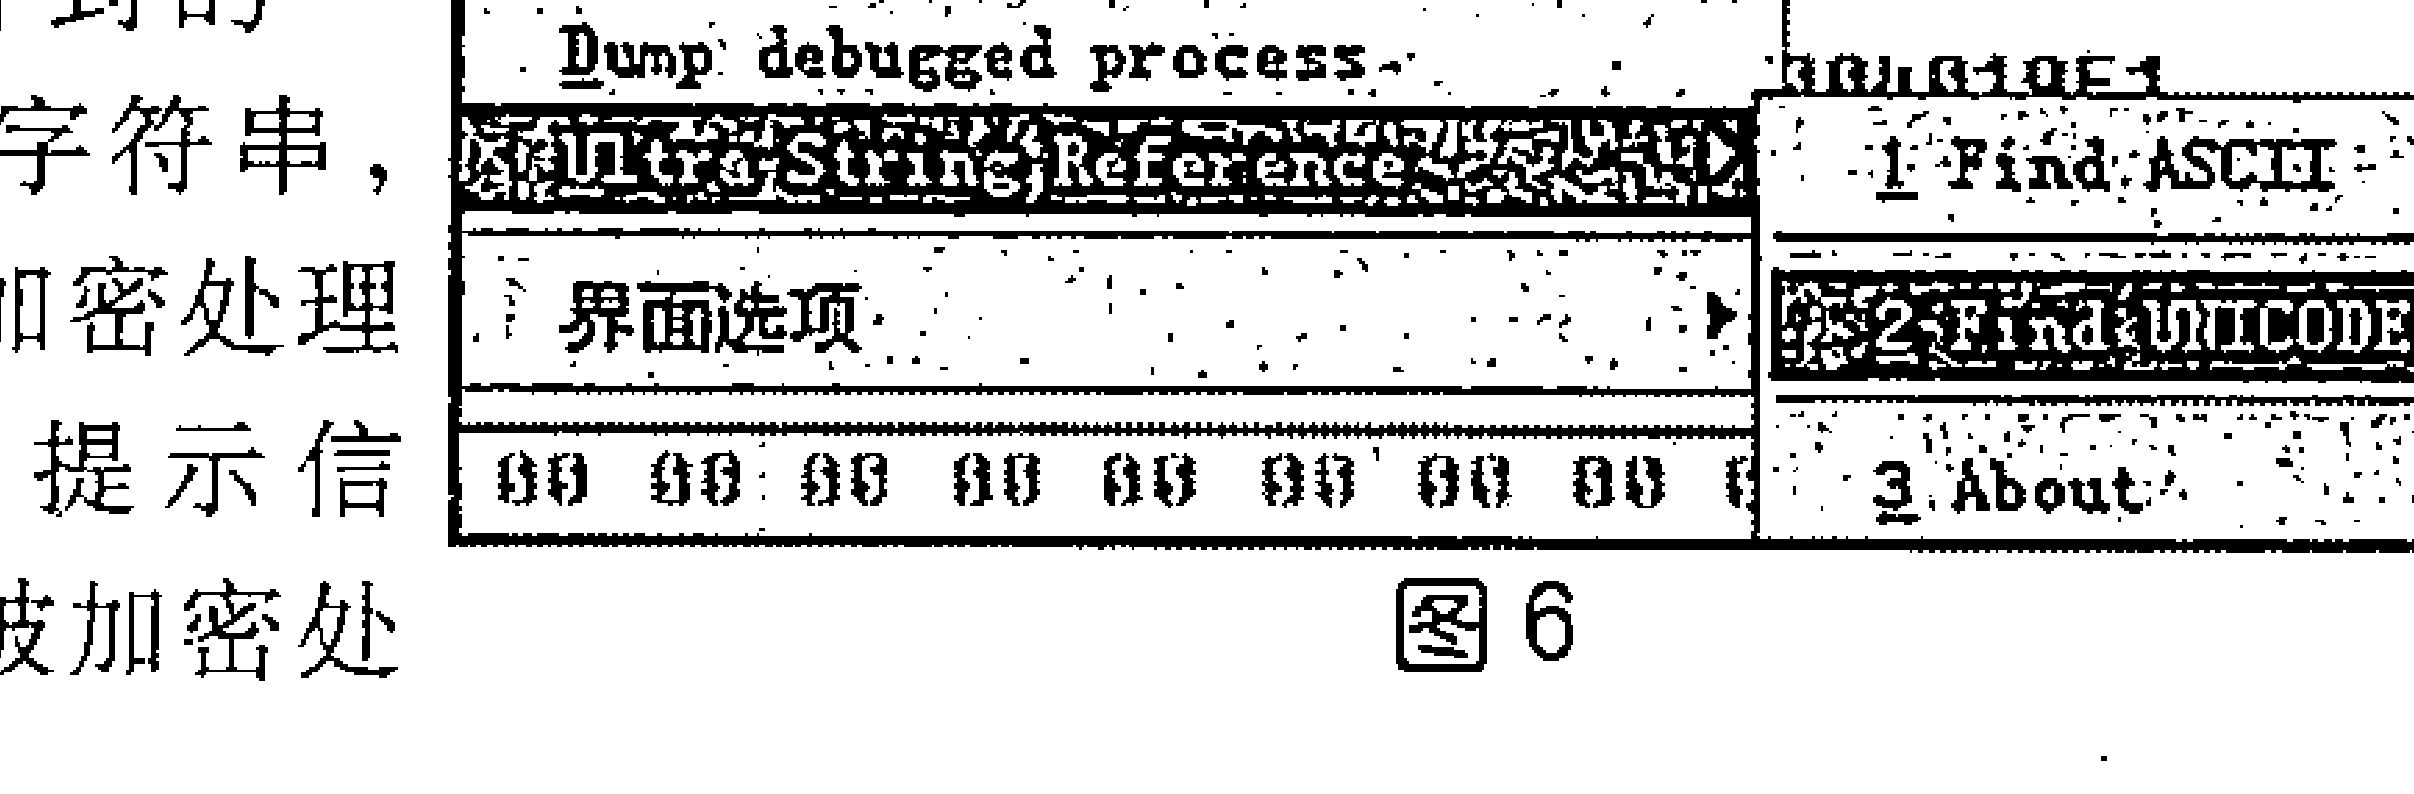 字符串，
加密处理
提示信
被加密处
Dump debugged process
Ultra String Reference
界面选项
00 00 00 00 00 00 00 00
1 Find ASCII
2 Find UNICODE
3 About
图 6